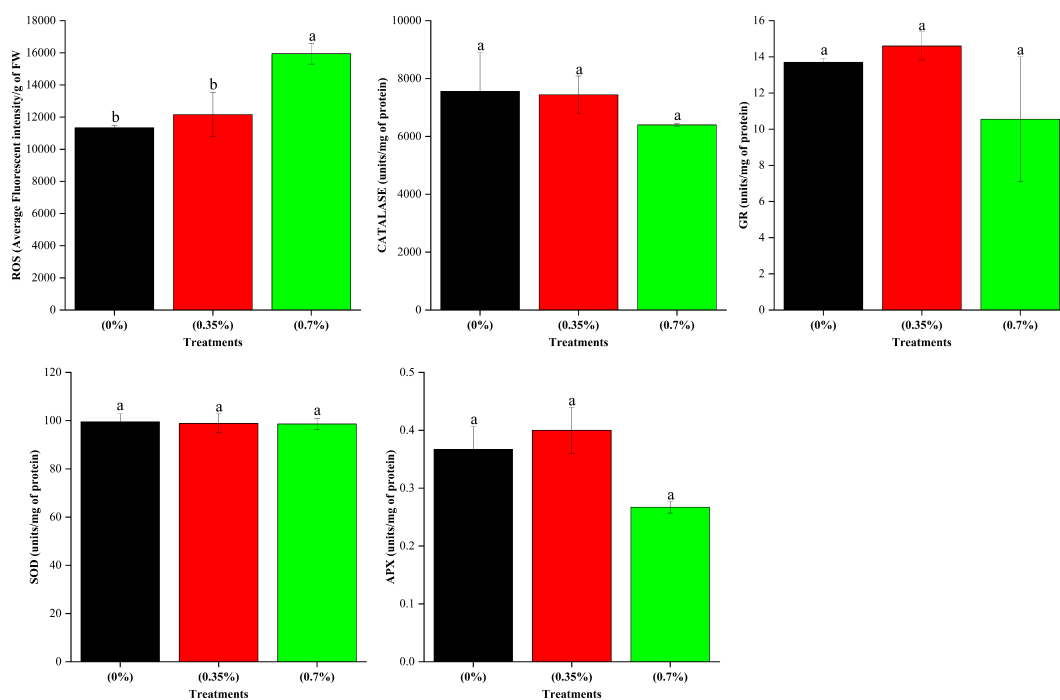 18000
16000
14000
12000
10000
8000
6000
4000
2000
0
ROS (Average Fluorescent intensity/g of FW
b
b
a
(0%)
(0.35%)
(0.7%)
Treatments
10000
8000
6000
4000
2000
0
CATALASE (units/mg of protein)
a
a
a
(0%)
(0.35%)
(0.7%)
Treatments
16
14
12
10
8
6
4
2
0
GR (units/mg of protein)
a
a
a
(0%)
(0.35%)
(0.7%)
Treatments
120
100
80
60
40
20
0
SOD (units/mg of protein)
a
a
a
(0%)
(0.35%)
(0.7%)
Treatments
0.5
0.4
0.3
0.2
0.1
0.0
APX (units/mg of protein)
a
a
a
(0%)
(0.35%)
(0.7%)
Treatments